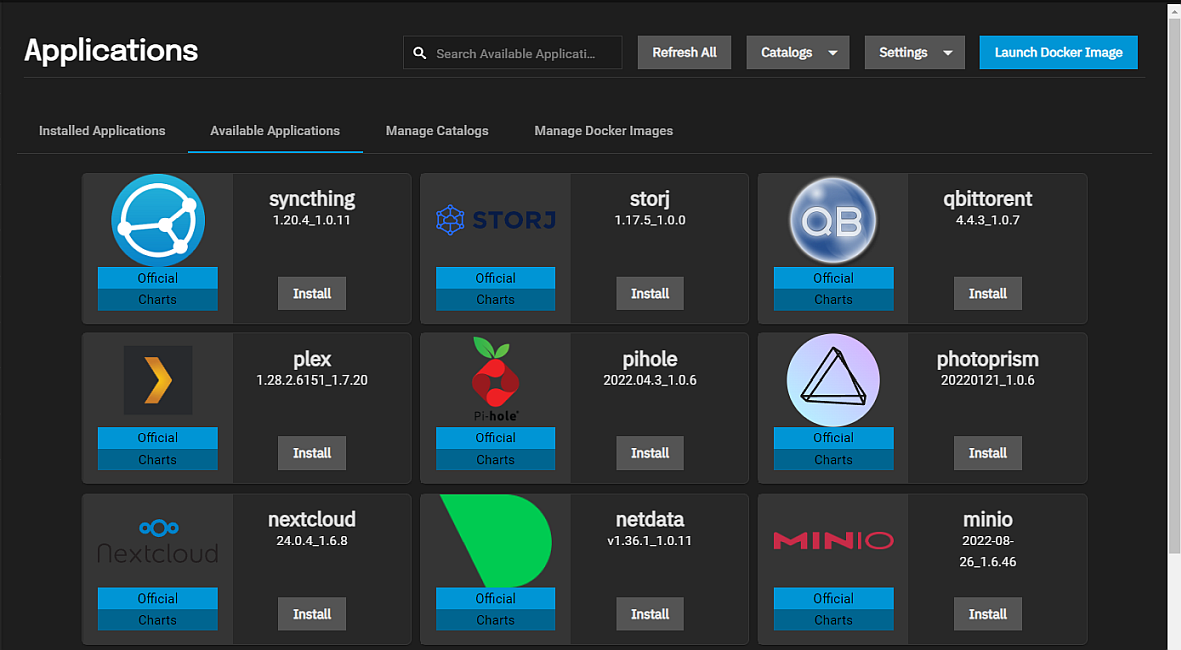 Applications
Search Available Applicati...
Refresh All
Catalogs
Settings
Launch Docker Image
Installed Applications
Available Applications
Manage Catalogs
Manage Docker Images
syncthing
1.20.4_1.0.11
Official
Charts
Install
STORJ
storj
1.17.5_1.0.0
Official
Charts
Install
QB
qbittorent
4.4.3_1.0.7
Official
Charts
Install
plex
1.28.2.6151_1.7.20
Official
Charts
Install
Pi-hole®
pihole
2022.04.3_1.0.6
Official
Charts
Install
photoprism
20220121_1.0.6
Official
Charts
Install
Nextcloud
nextcloud
24.0.4_1.6.8
Official
Charts
Install
netdata
v1.36.1_1.0.11
Official
Charts
Install
MINIO
minio
2022-08-
26_1.6.46
Official
Charts
Install